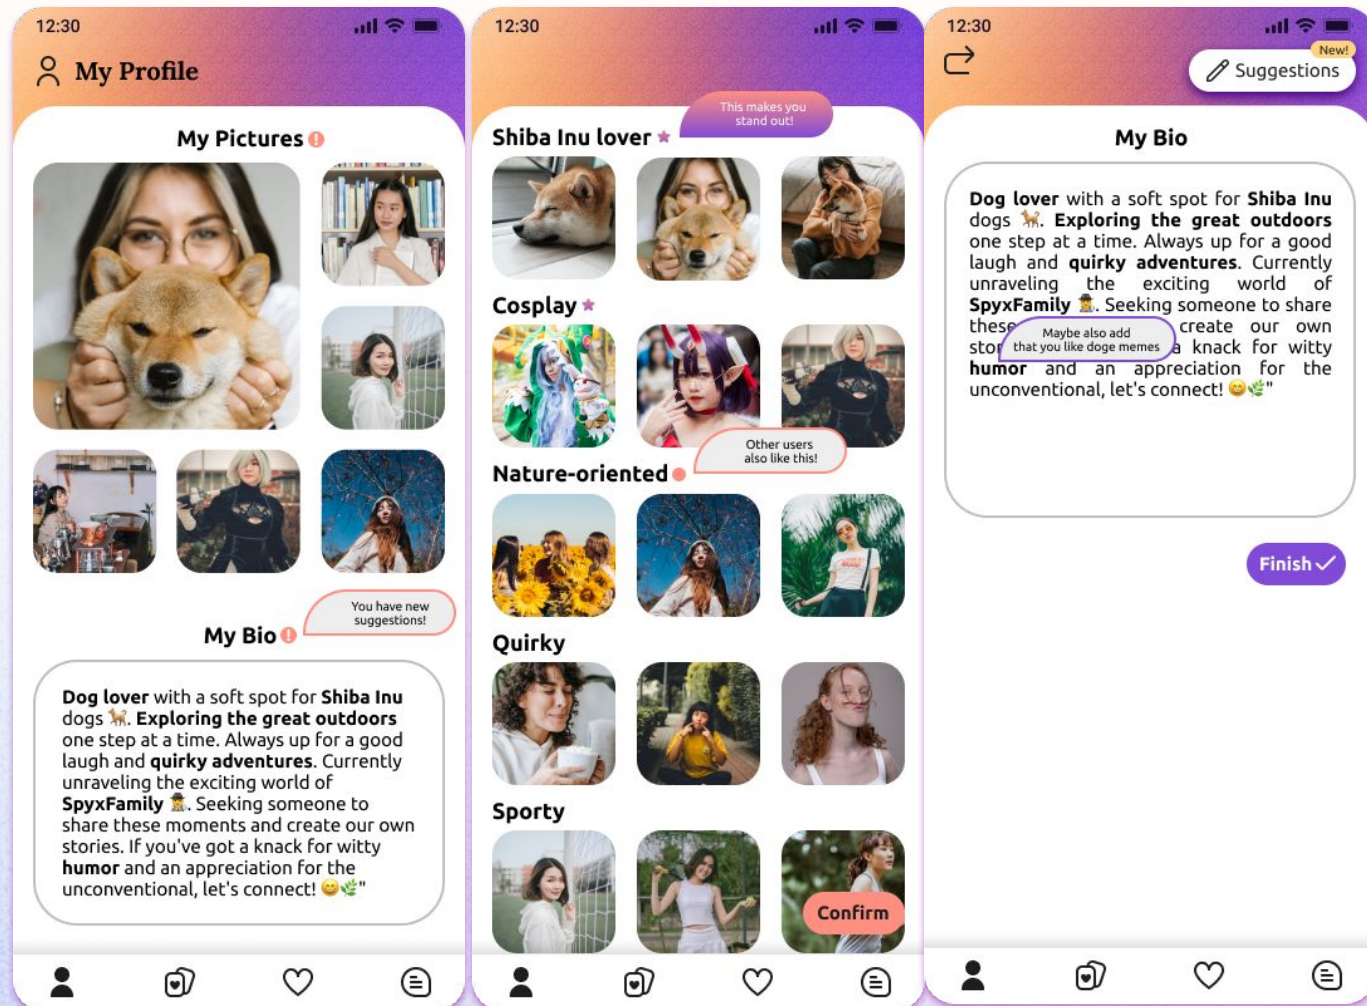 12:30
My Profile
My Pictures
You have new
suggestions!
My Bio
Dog lover with a soft spot for Shiba Inu
dogs 🐕. Exploring the great outdoors
one step at a time. Always up for a good
laugh and quirky adventures. Currently
unraveling the exciting world of
SpyxFamily 🕵️. Seeking someone to
share these moments and create our own
stories. If you've got a knack for witty
humor and an appreciation for the
unconventional, let's connect! 😄🌿"
12:30
This makes you
stand out!
Shiba Inu lover
Cosplay
Other users
also like this!
Nature-oriented
Quirky
Sporty
Confirm
12:30
New!
Suggestions
My Bio
Dog lover with a soft spot for Shiba Inu
dogs 🐕. Exploring the great outdoors
one step at a time. Always up for a good
laugh and quirky adventures. Currently
unraveling the exciting world of
SpyxFamily 🕵️. Seeking someone to share
these create our own
Maybe also add
that you like doge memes
a knack for witty
humor and an appreciation for the
unconventional, let's connect! 😄🌿"
Finish